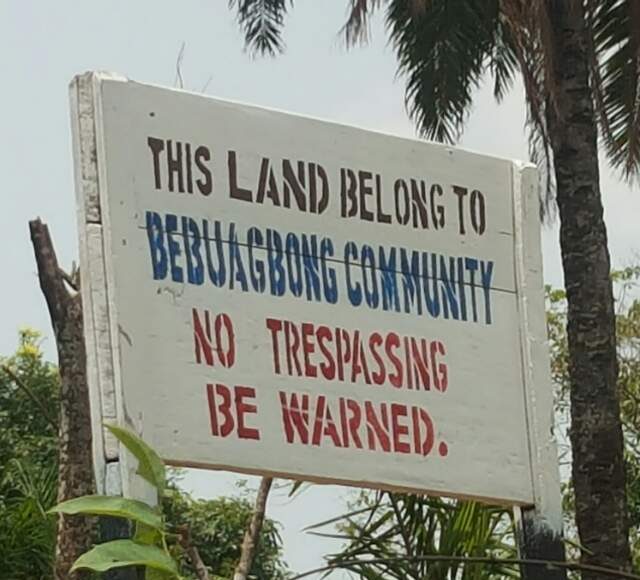 THIS LAND BELONG TO
BEBUAGBONG COMMUNITY
NO TRESPASSING
BE WARNED.